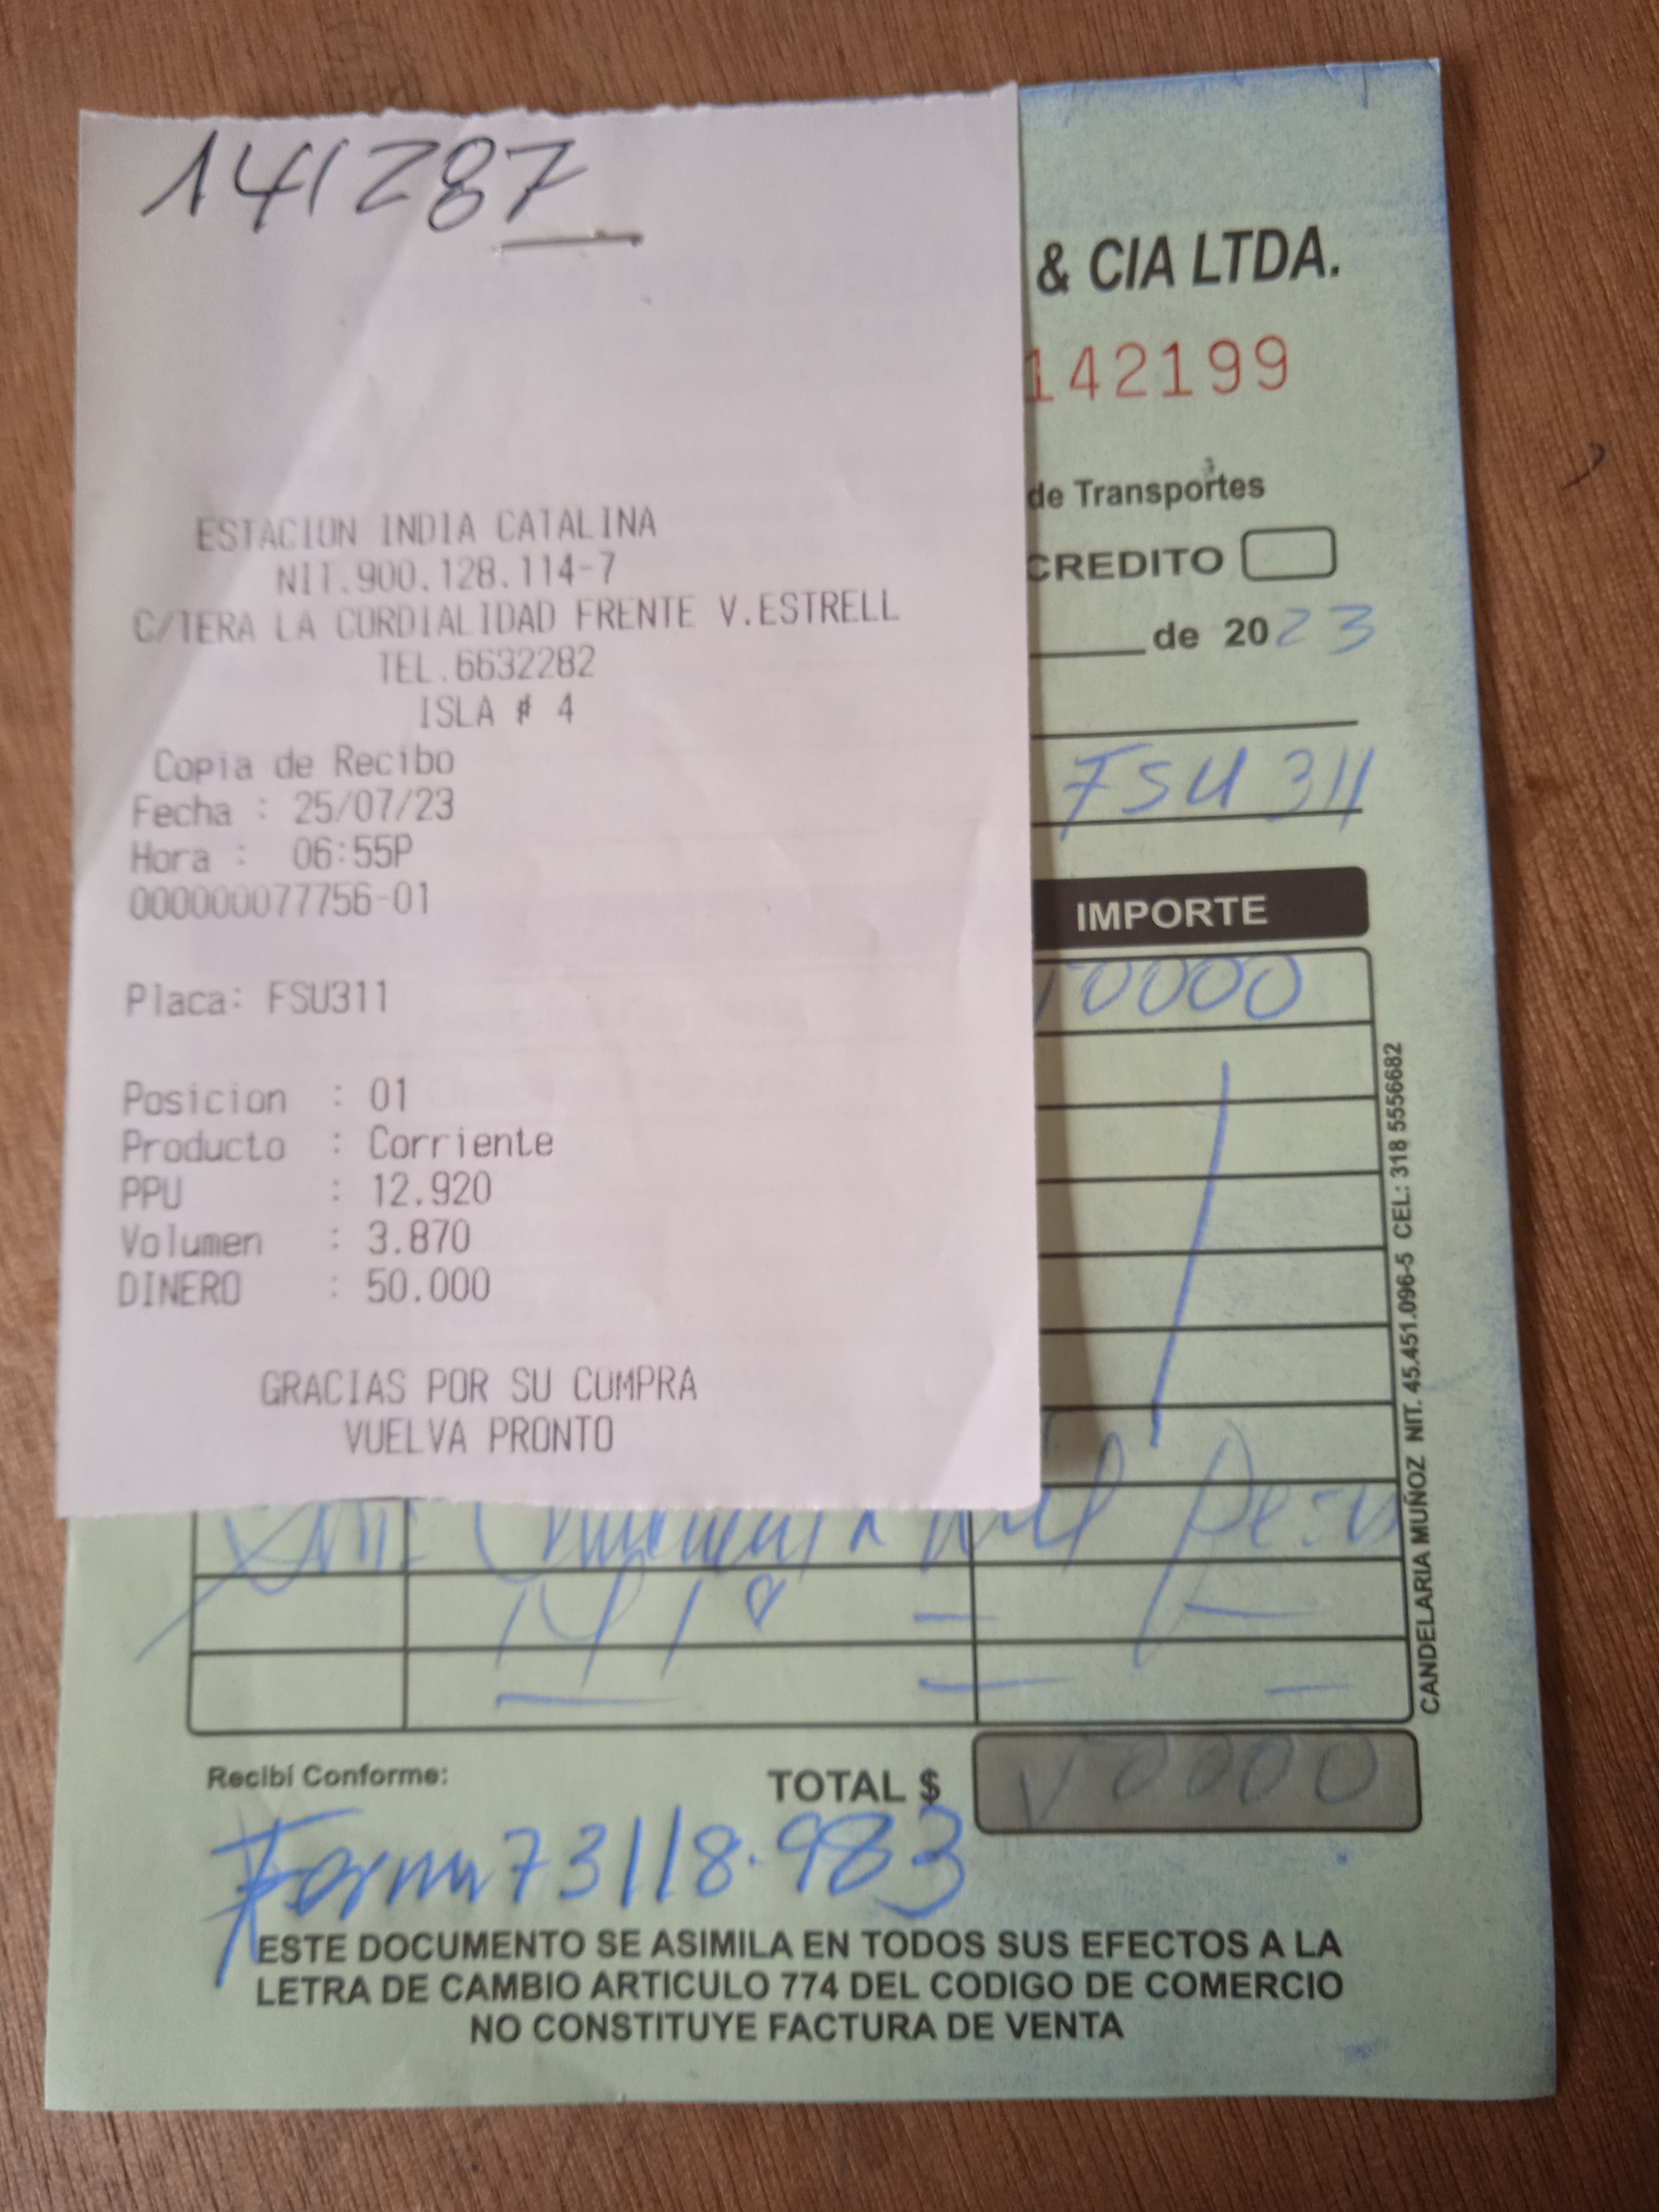 141287
ESTACION INDIA CATALINA
NIT.900.128.114-7
C/TERA LA CORDIALIDAD FRENTE V.ESTRELL
TEL.6632282
ISLA # 4
Copia de Recibo
Fecha : 25/07/23
Hora : 06:55P
000000077756-01
Placa: FSU311
Posicion : 01
Producto : Corriente
PPU : 12.920
Volumen : 3.870
DINERO : 50.000
GRACIAS POR SU COMPRA
VUELVA PRONTO
& CIA LTDA.
142199
de Transportes
CREDITO
de 2023
FSU 311
IMPORTE
0000
mil pesos
Recibí Conforme:
TOTAL $ 50000
73118.983
ESTE DOCUMENTO SE ASIMILA EN TODOS SUS EFECTOS A LA
LETRA DE CAMBIO ARTICULO 774 DEL CODIGO DE COMERCIO
NO CONSTITUYE FACTURA DE VENTA
CANDELARIA MUÑOZ NIT. 45.451.096-5 CEL: 318 5556682